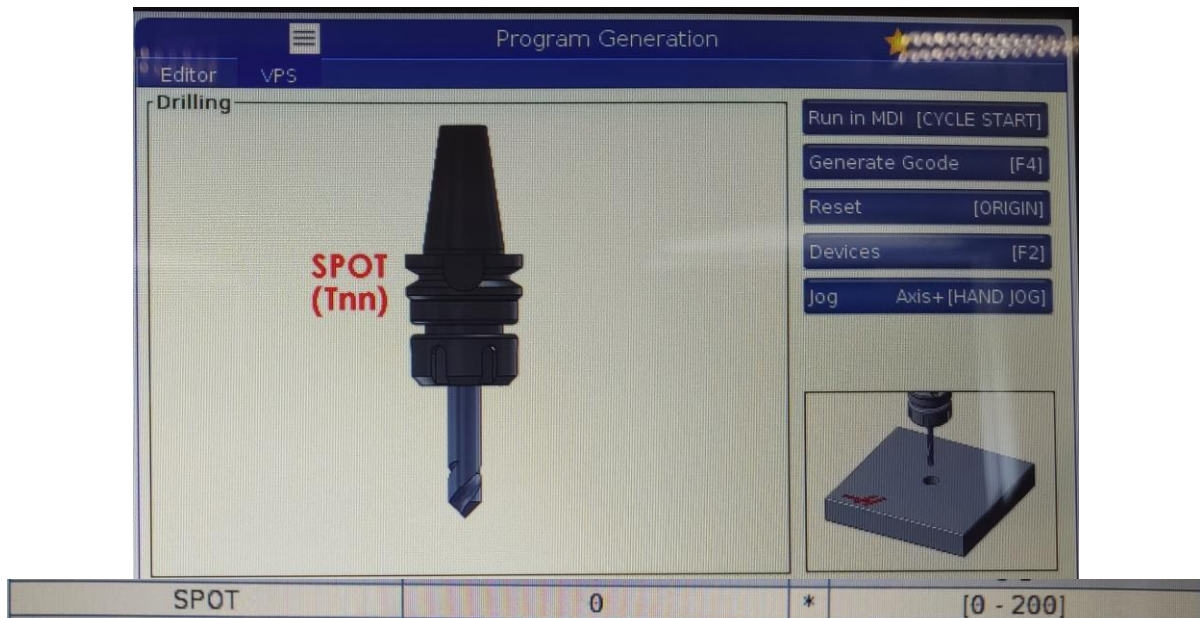 Program Generation
Editor VPS
Drilling
SPOT
(Tnn)
Run in MDI [CYCLE START]
Generate Gcode [F4]
Reset [ORIGIN]
Devices [F2]
Jog Axis+[HAND JOG]
SPOT 0 * [0 - 200]